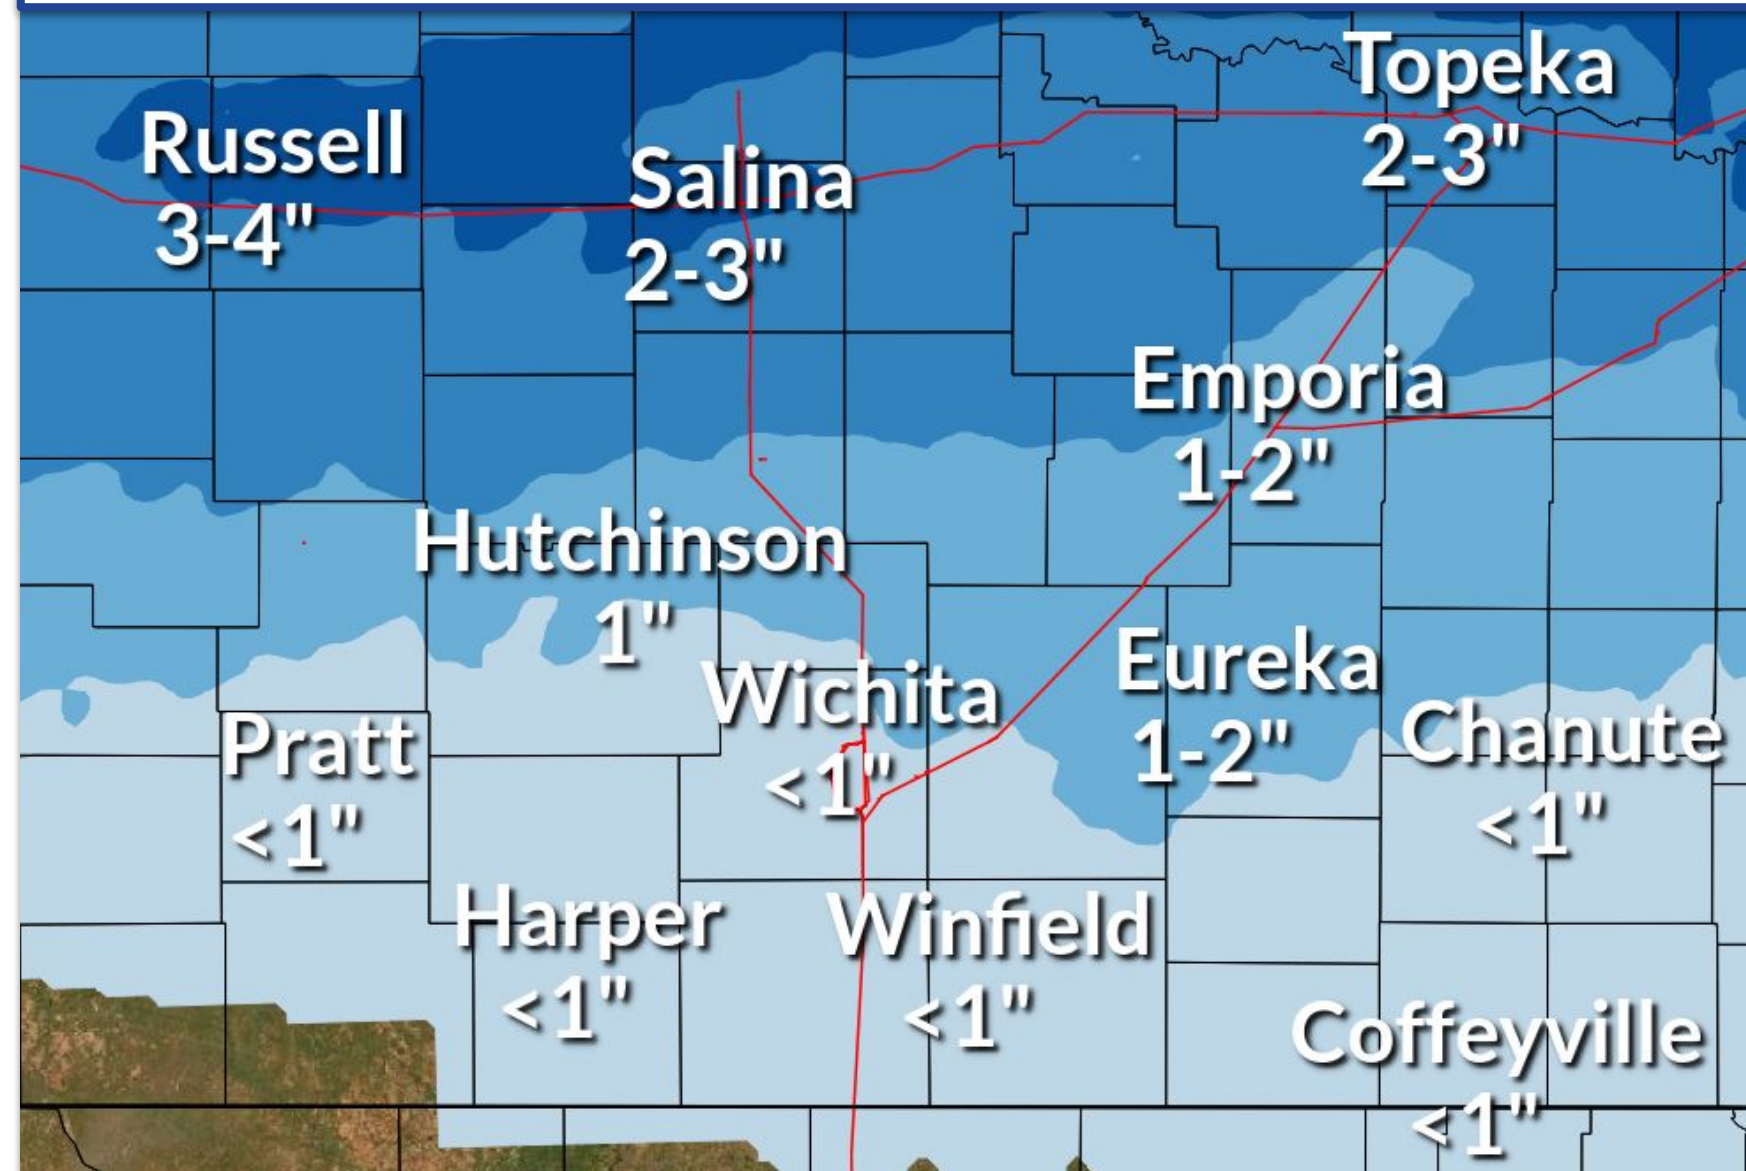 Topeka
2-3"
Russell
3-4"
Salina
2-3"
Emporia
1-2"
Hutchinson
1"
Eureka
1-2"
Wichita
<1"
Chanute
<1"
Pratt
<1"
Harper
<1"
Winfield
<1"
Coffeyville
<1"